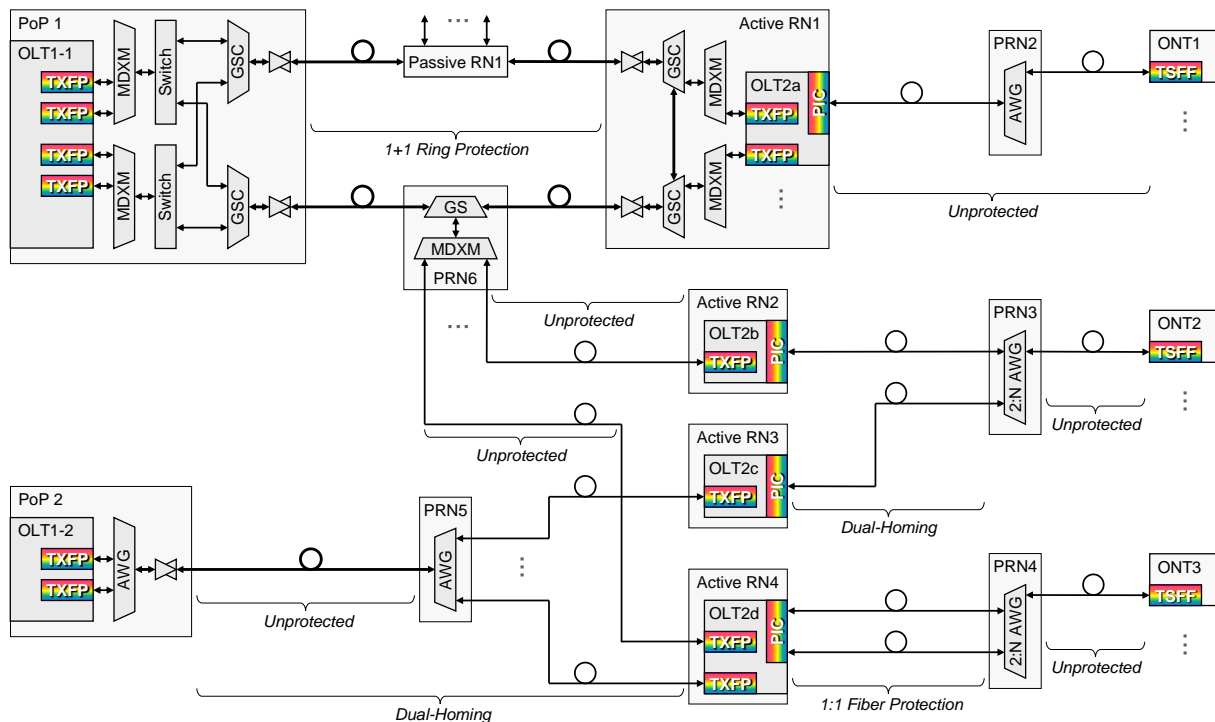 PoP 1
OLT1-1
TXFP
TXFP
TXFP
TXFP
MDXM
MDXM
Switch
Switch
GSC
GSC
...
Passive RN1
1+1 Ring Protection
GS
MDXM
PRN6
...
Active RN1
GSC
GSC
MDXM
MDXM
OLT2a
TXFP
TXFP
PIC
...
PRN2
AWG
ONT1
TSFF
...
Unprotected
Unprotected
Active RN2
OLT2b
TXFP
PIC
PRN3
2:N AWG
ONT2
TSFF
...
Unprotected
Unprotected
Active RN3
OLT2c
TXFP
PIC
Dual-Homing
PoP 2
OLT1-2
TXFP
TXFP
AWG
Unprotected
PRN5
AWG
...
Active RN4
OLT2d
TXFP
TXFP
PIC
PRN4
2:N AWG
ONT3
TSFF
...
Unprotected
Dual-Homing
1:1 Fiber Protection